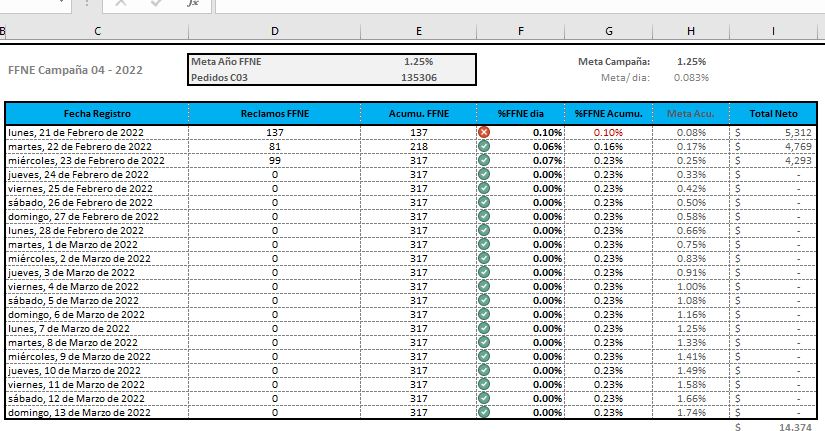 fx
B C D E F G H I
Meta Año FFNE 1.25% Meta Campaña: 1.25%
FFNE Campaña 04 - 2022
Pedidos C03 135306 Meta/ dia: 0.083%
Fecha Registro Reclamos FFNE Acumu. FFNE %FFNE dia %FFNE Acumu. Meta Acu. Total Neto
lunes, 21 de Febrero de 2022 137 137 0.10% 0.10% 0.08% $ 5,312
martes, 22 de Febrero de 2022 81 218 0.06% 0.16% 0.17% $ 4,769
miércoles, 23 de Febrero de 2022 99 317 0.07% 0.23% 0.25% $ 4,293
jueves, 24 de Febrero de 2022 0 317 0.00% 0.23% 0.33% $ -
viernes, 25 de Febrero de 2022 0 317 0.00% 0.23% 0.42% $ -
sábado, 26 de Febrero de 2022 0 317 0.00% 0.23% 0.50% $ -
domingo, 27 de Febrero de 2022 0 317 0.00% 0.23% 0.58% $ -
lunes, 28 de Febrero de 2022 0 317 0.00% 0.23% 0.66% $ -
martes, 1 de Marzo de 2022 0 317 0.00% 0.23% 0.75% $ -
miércoles, 2 de Marzo de 2022 0 317 0.00% 0.23% 0.83% $ -
jueves, 3 de Marzo de 2022 0 317 0.00% 0.23% 0.91% $ -
viernes, 4 de Marzo de 2022 0 317 0.00% 0.23% 1.00% $ -
sábado, 5 de Marzo de 2022 0 317 0.00% 0.23% 1.08% $ -
domingo, 6 de Marzo de 2022 0 317 0.00% 0.23% 1.16% $ -
lunes, 7 de Marzo de 2022 0 317 0.00% 0.23% 1.25% $ -
martes, 8 de Marzo de 2022 0 317 0.00% 0.23% 1.33% $ -
miércoles, 9 de Marzo de 2022 0 317 0.00% 0.23% 1.41% $ -
jueves, 10 de Marzo de 2022 0 317 0.00% 0.23% 1.49% $ -
viernes, 11 de Marzo de 2022 0 317 0.00% 0.23% 1.58% $ -
sábado, 12 de Marzo de 2022 0 317 0.00% 0.23% 1.66% $ -
domingo, 13 de Marzo de 2022 0 317 0.00% 0.23% 1.74% $ -
$ 14,374